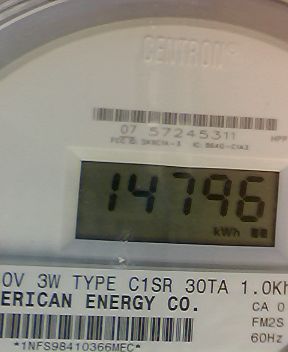 CENTRON®
07 57245311
14796
kWh
0V 3W TYPE C1SR 30TA 1.0Kh
ERICAN ENERGY CO.
CA 0
FM2S
60Hz
*1NFS98410366MEC*